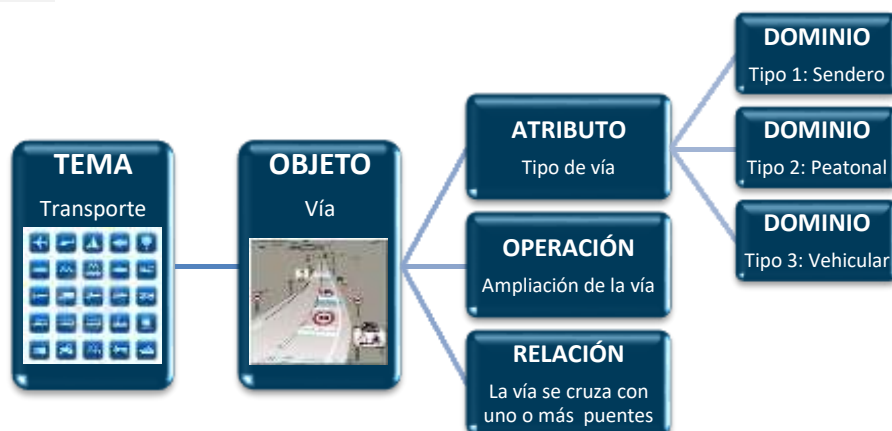 TEMA
Transporte
OBJETO
Vía
ATRIBUTO
Tipo de vía
OPERACIÓN
Ampliación de la vía
RELACIÓN
La vía se cruza con
uno o más puentes
DOMINIO
Tipo 1: Sendero
DOMINIO
Tipo 2: Peatonal
DOMINIO
Tipo 3: Vehicular